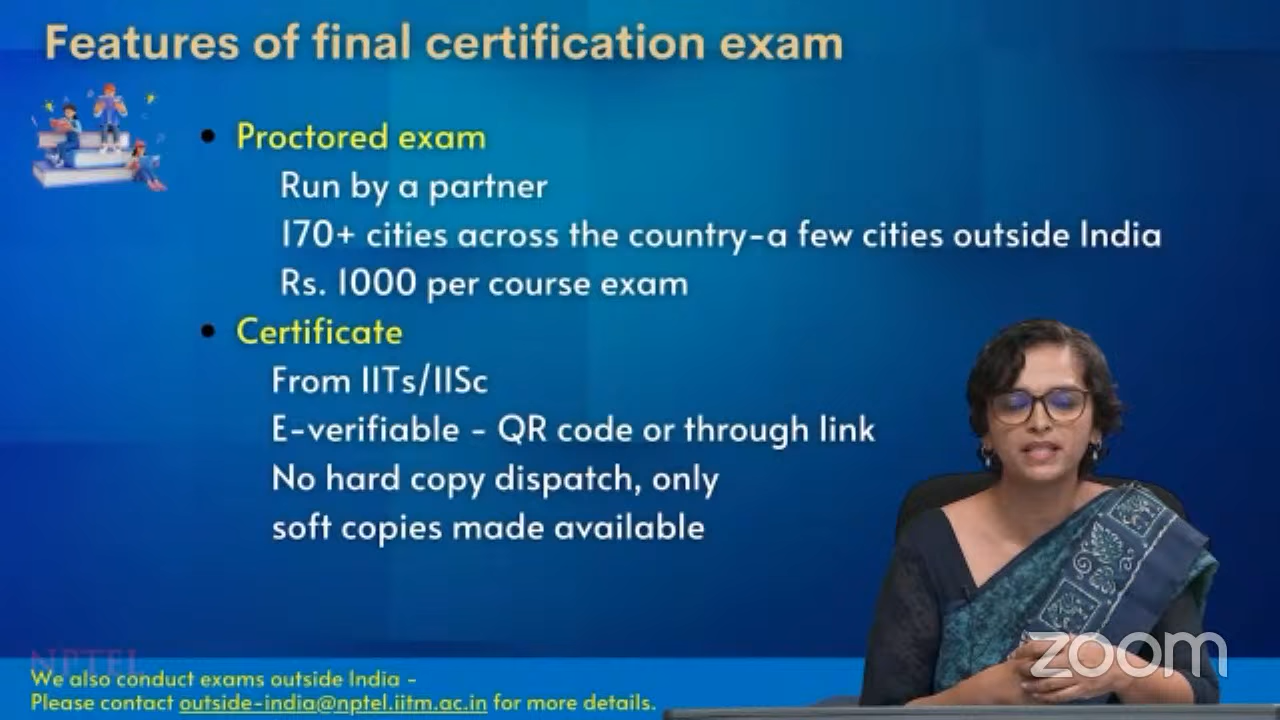 Features of final certification exam
• Proctored exam
Run by a partner
170+ cities across the country-a few cities outside India
Rs. 1000 per course exam
• Certificate
From IITs/IISc
E-verifiable - QR code or through link
No hard copy dispatch, only
soft copies made available
zoom
NPTEL
We also conduct exams outside India -
Please contact outside-india@nptel.iitm.ac.in for more details.